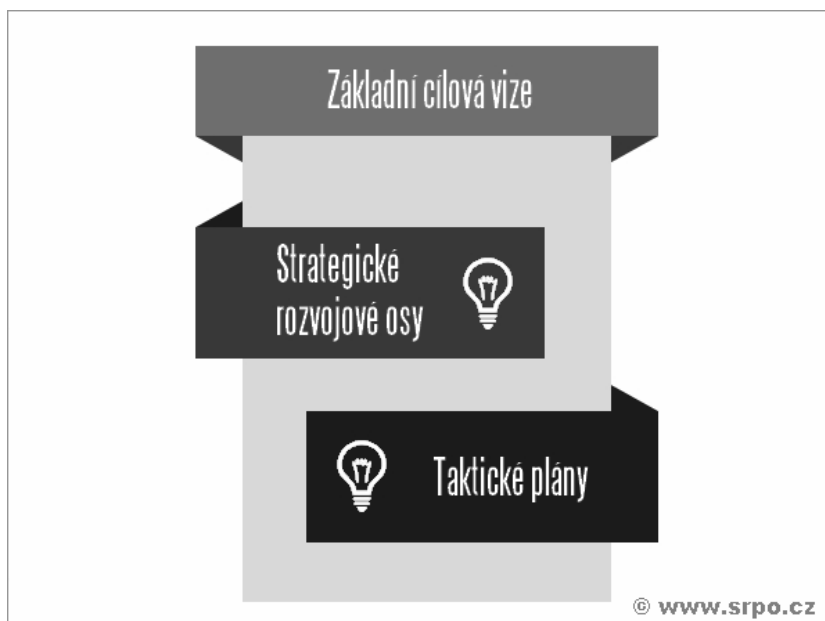 Základní cílová vize
Strategické
rozvojové osy
Taktické plány
© www.srpo.cz